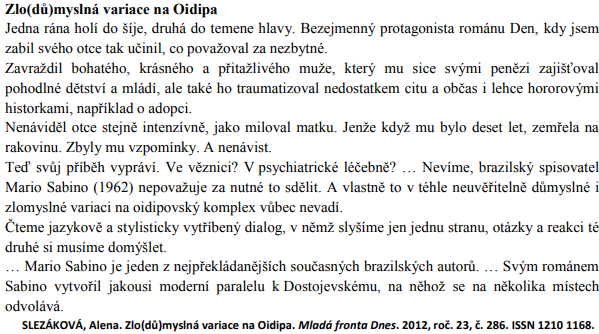 Zlo(dů)myslná variace na Oidipa
Jedna rána holí do šíje, druhá do temene hlavy. Bezejmenný protagonista románu Den, kdy jsem
zabil svého otce tak učinil, co považoval za nezbytné.
Zavraždil bohatého, krásného a přitažlivého muže, který mu sice svými penězi zajišťoval
pohodlné dětství a mládí, ale také ho traumatizoval nedostatkem citu a občas i lehce hororovými
historkami, například o adopci.
Nenáviděl otce stejně intenzívně, jako miloval matku. Jenže když mu bylo deset let, zemřela na
rakovinu. Zbyly mu vzpomínky. A nenávist.
Teď svůj příběh vypráví. Ve věznici? V psychiatrické léčebně? … Nevíme, brazilský spisovatel
Mario Sabino (1962) nepovažuje za nutné to sdělit. A vlastně to v téhle neuvěřitelně důmyslné i
zlomyslné variaci na oidipovský komplex vůbec nevadí.
Čteme jazykově a stylisticky vytříbený dialog, v němž slyšíme jen jednu stranu, otázky a reakci té
druhé si musíme domýšlet.
… Mario Sabino je jeden z nejpřekládanějších současných brazilských autorů. … Svým románem
Sabino vytvořil jakousi moderní paralelu k Dostojevskému, na něhož se na několika místech
odvolává.
SLEZÁKOVÁ, Alena. Zlo(dů)myslná variace na Oidipa. Mladá fronta Dnes. 2012, roč. 23, č. 286. ISSN 1210 1168.